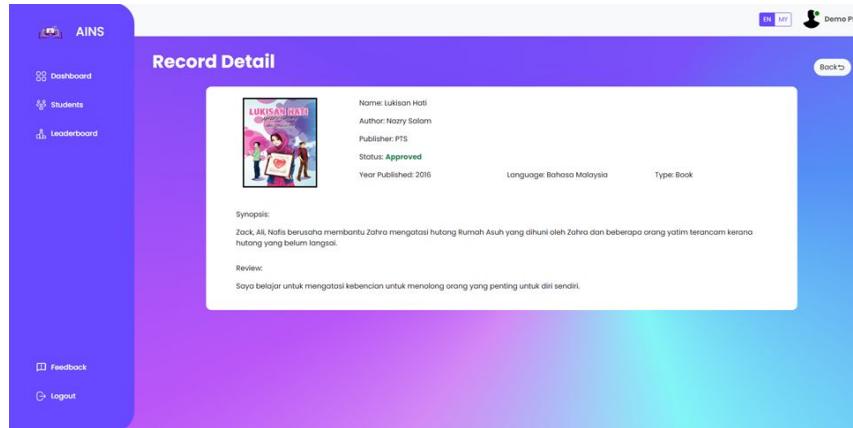 AINS
EN MY
Demo
Record Detail
Back
Dashboard
Students
Leaderboard
LUKISAN HATI
Name: Lukisan Hati
Author: Nazry Salam
Publisher: PTS
Status: Approved
Year Published: 2016 Language: Bahasa Malaysia Type: Book
Synopsis:
Zack, Ali, Nafis berusaha membantu Zahra mengatasi hutang Rumah Asuh yang dihuni oleh Zahra dan beberapa orang yatim terancam kerana
hutang yang belum langsai.
Review:
Saya belajar untuk mengatasi kebencian untuk menolong orang yang penting untuk diri sendiri.
Feedback
Logout